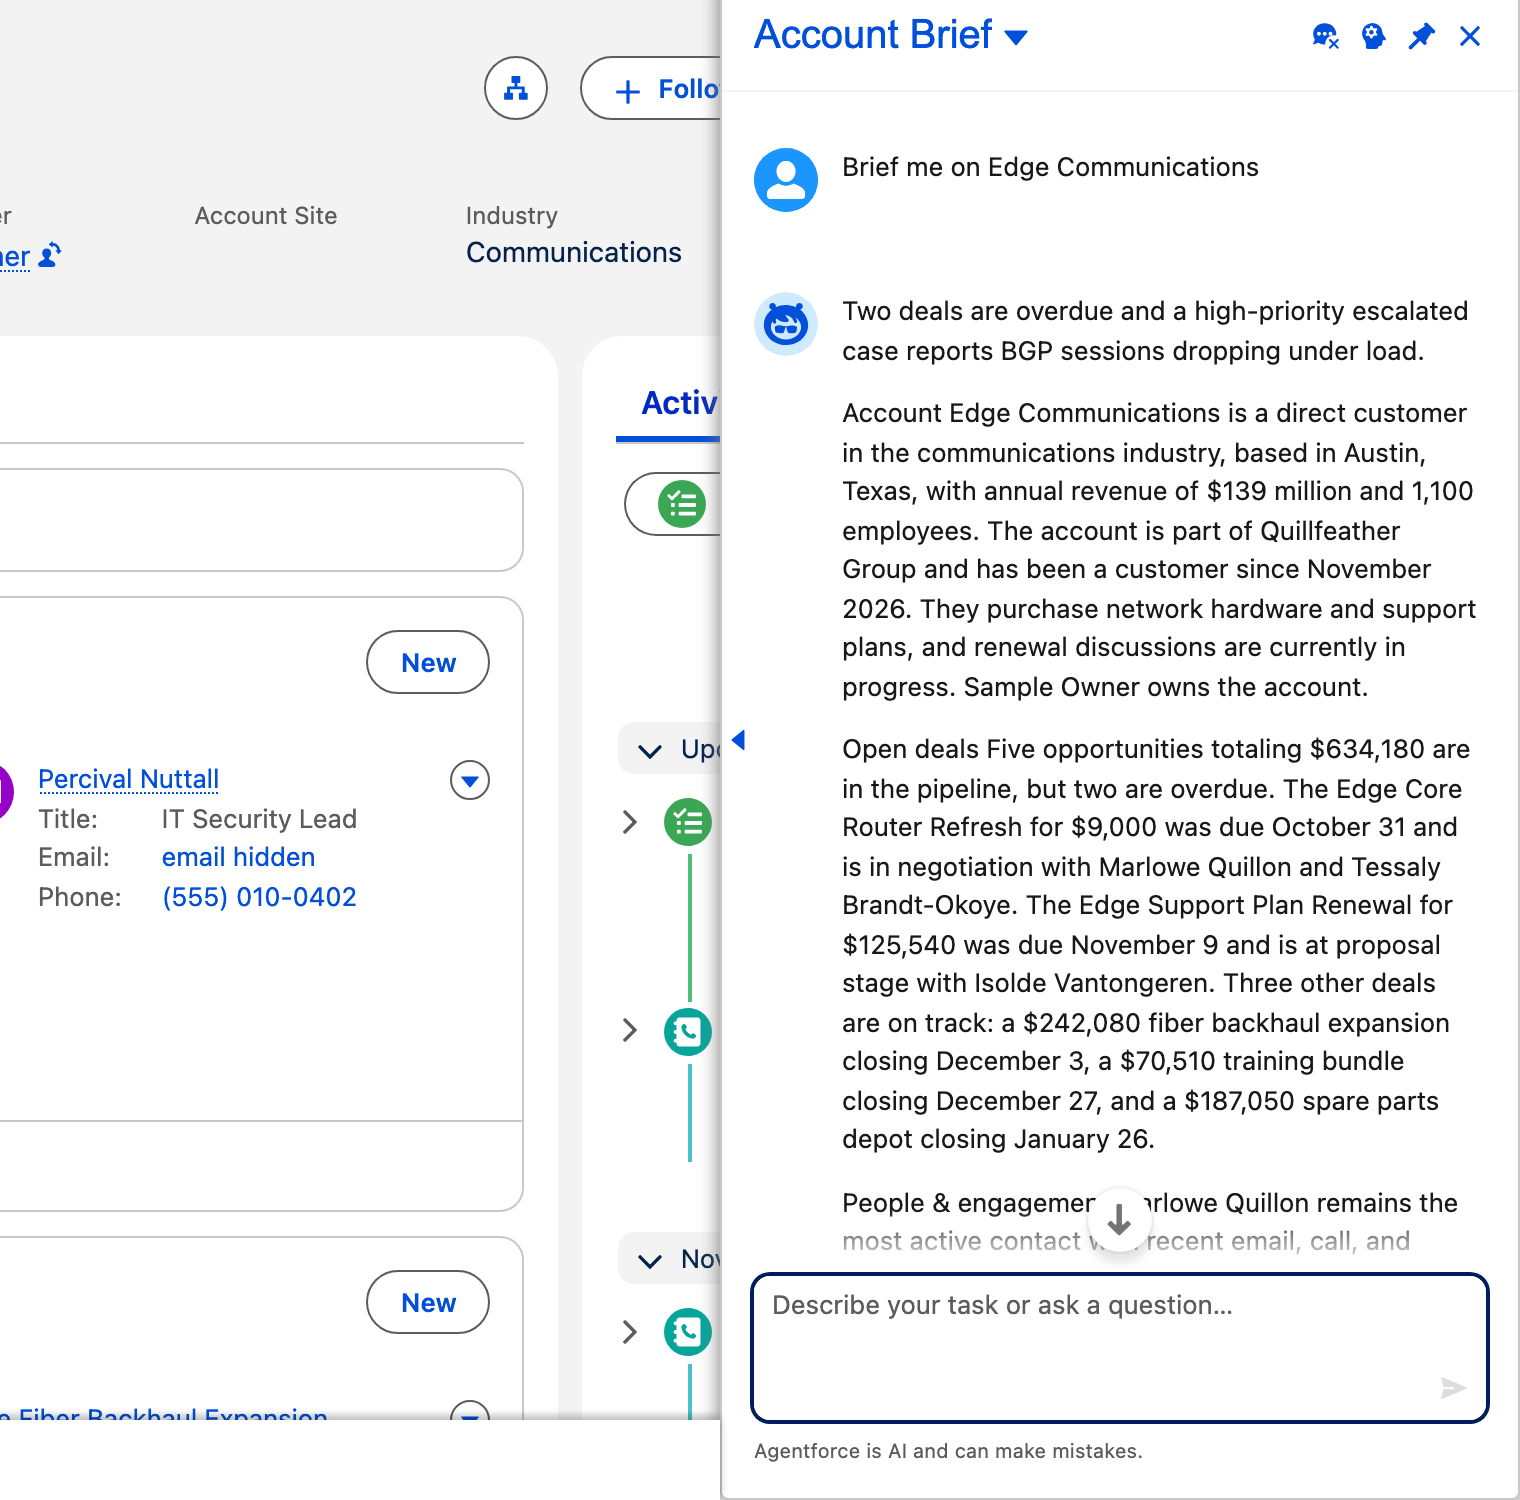 Account Brief
Account Site
Industry
Communications
New
Percival Nuttall
Title: IT Security Lead
Email: email hidden
Phone: (555) 010-0402
New
Fiber Backhaul Expansion
Brief me on Edge Communications
Two deals are overdue and a high-priority escalated
case reports BGP sessions dropping under load.
Account Edge Communications is a direct customer
in the communications industry, based in Austin,
Texas, with annual revenue of $139 million and 1,100
employees. The account is part of Quillfeather
Group and has been a customer since November
2026. They purchase network hardware and support
plans, and renewal discussions are currently in
progress. Sample Owner owns the account.
Open deals Five opportunities totaling $634,180 are
in the pipeline, but two are overdue. The Edge Core
Router Refresh for $9,000 was due October 31 and
is in negotiation with Marlowe Quillon and Tessaly
Brandt-Okoye. The Edge Support Plan Renewal for
$125,540 was due November 9 and is at proposal
stage with Isolde Vantongeren. Three other deals
are on track: a $242,080 fiber backhaul expansion
closing December 3, a $70,510 training bundle
closing December 27, and a $187,050 spare parts
depot closing January 26.
People & Quillon remains the
most active contact recent email, call, and
Describe your task or ask a question...
Agentforce is AI and can make mistakes.